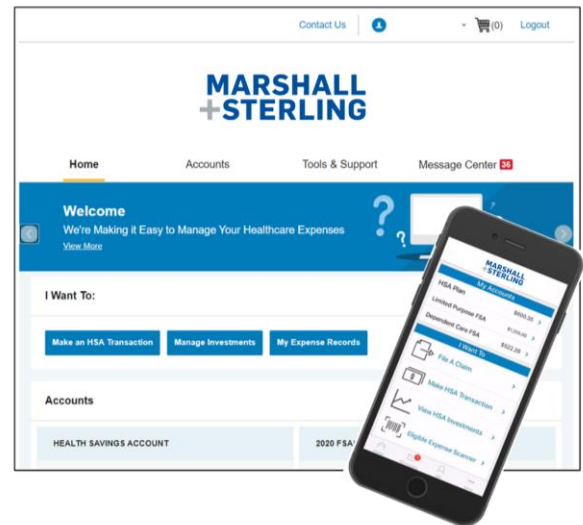 Contact Us
(0)
Logout
MARSHALL
+STERLING
Home
Accounts
Tools & Support
Message Center 36
Welcome
We're Making it Easy to Manage Your Healthcare Expenses
View More
I Want To:
Make an HSA Transaction
Manage Investments
My Expense Records
Accounts
HEALTH SAVINGS ACCOUNT
2020 FSA
MARSHALL
+STERLING
My Accounts
HSA Plan
Limited Purpose FSA
Dependent Care FSA
$522.26
I Want To
File A Claim
Make HSA Transaction
View HSA Investments
Eligible Expense Scanner